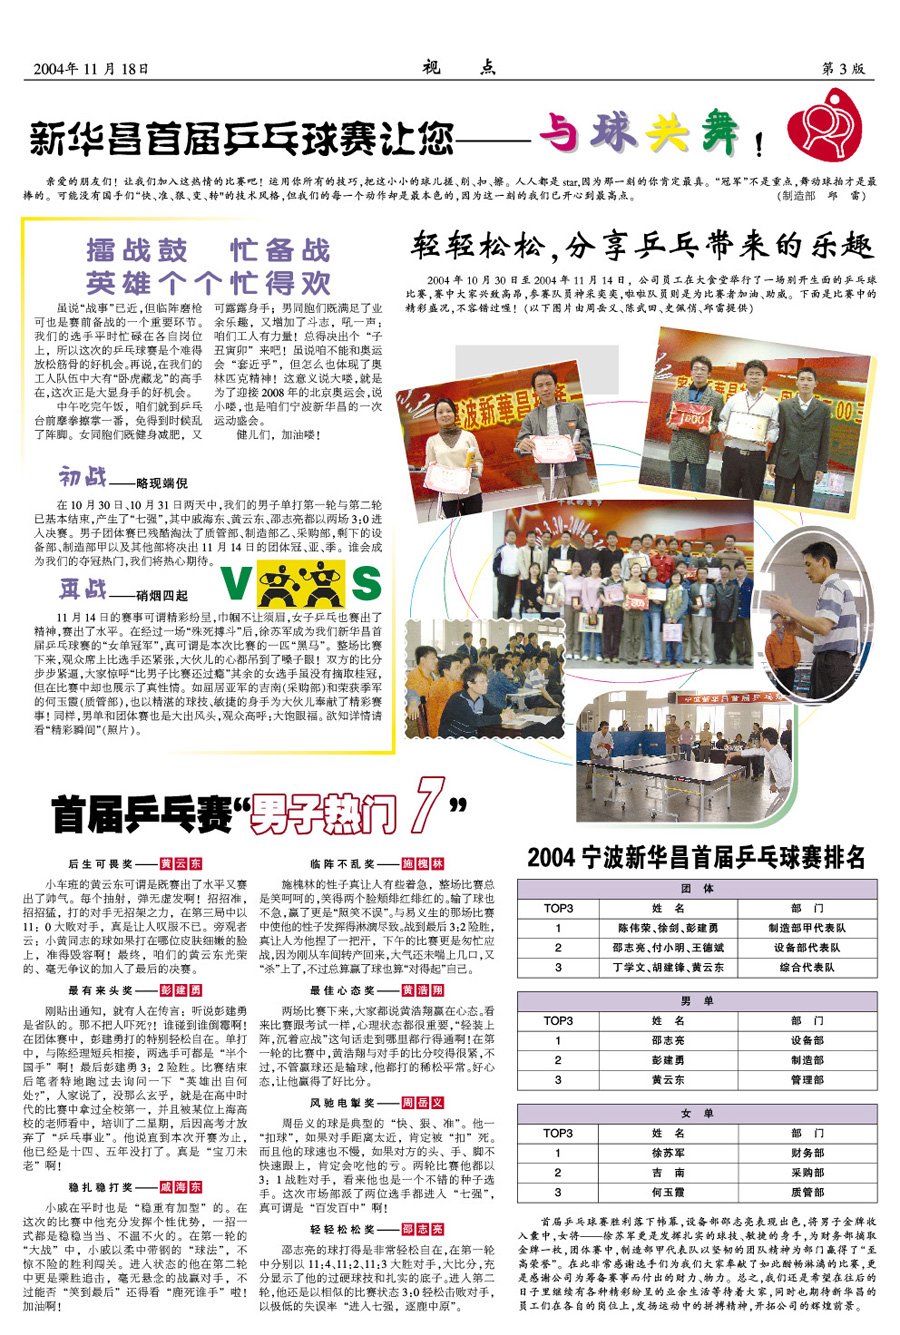 2004年 11 月 18日
视 点
第 3 版
新华昌首届乒乓球赛让您——与球共舞！
亲爱的朋友们！让我们加入这热情的比赛吧！运用你所有的技巧,把这小小的球儿搓、削、扣、擦。人人都是 star,因为那一刻的你肯定最真。“冠军”不是重点,舞动球拍才是最
棒的。可能没有国手们“快、准、狠、变、转”的技术风格,但我们的每一个动作却是最本色的,因为这一刻的我们已开心到最高点。
(制造部 邱 雷)
擂战鼓 忙备战
英雄个个忙得欢
虽说“战事”已近,但临阵磨枪
可也是赛前备战的一个重要环节。
我们的选手平时忙碌在各自岗位
上，所以这次的乒乓球赛是个难得
放松筋骨的好机会。再说,在我们的
工人队伍中大有“卧虎藏龙”的高手
在,这次正是大显身手的好机会。
中午吃完午饭，咱们就到乒乓
台前摩拳擦掌一番，免得到时候乱
了阵脚。女同胞们既健身减肥，又
可露露身手；男同胞们既满足了业
余乐趣，又增加了斗志，吼一声；
咱们工人有力量！总得决出个“子
丑寅卯”来吧！虽说咱不能和奥运
会“套近乎”，但怎么也体现了奥
林匹克精神！这意义说大喽,就是
为了迎接 2008 年的北京奥运会,说
小喽,也是咱们宁波新华昌的一次
运动盛会。
健儿们，加油喽！
初战——略现端倪
在 10 月 30 日、10 月 31 日两天中,我们的男子单打第一轮与第二轮
已基本结束,产生了“七强”,其中戚海东、黄云东、邵志亮都以两场 3:0 进
入决赛。男子团体赛已残酷淘汰了质管部、制造部乙、采购部,剩下的设
备部、制造部甲以及其他部将决出 11 月 14 日的团体冠、亚、季。谁会成
为我们的夺冠热门,我们将热心期待。
再战——硝烟四起
V S
11 月 14 日的赛事可谓精彩纷呈,巾帼不让须眉,女子乒乓也赛出了
精神,赛出了水平。在经过一场“殊死搏斗”后,徐苏军成为我们新华昌首
届乒乓球赛的“女单冠军”,真可谓是本次比赛的一匹“黑马”。整场比赛
下来,观众席上比选手还紧张,大伙儿的心都吊到了嗓子眼！双方的比分
步步紧逼,大家惊呼“比男子比赛还过瘾”其余的女选手虽没有摘取桂冠,
但在比赛中却也展示了真性情。如屈居亚军的吉南(采购部)和荣获季军
的何玉霞(质管部),也以精湛的球技、敏捷的身手为大伙儿奉献了精彩赛
事！同样,男单和团体赛也是大出风头,观众高呼:大饱眼福。欲知详情请
看“精彩瞬间”(照片)。
轻轻松松,分享乒乓带来的乐趣
2004 年 10 月 30 日至 2004 年 11 月 14 日，公司员工在大食堂举行了一场别开生面的乒乓球
比赛,赛中大家兴致高昂,参赛队员神采奕奕,啦啦队员则是为比赛者加油、助威。下面是比赛中的
精彩盛况,不容错过喔！(以下图片由周岳义、陈武田、史佩俏、邱雷提供)
首届乒乓赛“男子热门7”
后生可畏奖——黄云东
小车班的黄云东可谓是既赛出了水平又赛
出了帅气。每个抽射，弹无虚发啊！招招准,
招招猛，打的对手无招架之力，在第三局中以
11：0 大败对手，真是让人叹服不已。旁观者
云：小黄同志的球如果打在哪位皮肤细嫩的脸
上，准得毁容啊！最终，咱们的黄云东光荣
的、毫无争议的加入了最后的决赛。
最有来头奖——彭建勇
刚贴出通知，就有人在传言：听说彭建勇
是省队的。那不把人吓死?！谁碰到谁倒霉啊！
在团体赛中，彭建勇打的特别轻松自在。单打
中，与陈经理短兵相接，两选手可都是“半个
国手”啊！最后彭建勇 3：2 险胜。比赛结束
后笔者特地跑过去询问一下“英雄出自何
处?”，人家说了，没那么玄乎，就是在高中时
代的比赛中拿过全校第一，并且被某位上海高
校的老师看中，培训了二星期，后因高考才放
弃了“乒乓事业”。他说直到本次开赛为止，
他已经是十四、五年没打了。真是“宝刀未
老”啊！
稳扎稳打奖——戚海东
小戚在平时也是“稳重有加型”的。在
这次的比赛中他充分发挥个性优势，一招一
式都是稳稳当当、不温不火的。在第一轮的
“大战”中，小戚以柔中带钢的“球法”，不
惊不险的胜利闯关。进入状态的他在第二轮
中更是乘胜追击，毫无悬念的战赢对手，不
过能否“笑到最后”还得看“鹿死谁手”啦！
加油啊！
临阵不乱奖——施槐林
施槐林的性子真让人有些着急，整场比赛总
是笑呵呵的,笑得两个脸颊绯红绯红的。输了球也
不急,赢了更是“照笑不误”。与易义生的那场比赛
中使他的性子发挥得淋漓尽致。战到最后 3:2 险胜,
真让人为他捏了一把汗，下午的比赛更是匆忙应
战,因为刚从车间转产回来,大气还未喘上几口,又
“杀”上了,不过总算赢了球也算“对得起”自己。
最佳心态奖——黄浩翔
两场比赛下来,大家都说黄浩翔赢在心态。看
来比赛跟考试一样,心理状态都很重要,“轻装上
阵,沉着应战”这句话走到哪里都行得通啊!在第
一轮的比赛中,黄浩翔与对手的比分咬得很紧,不
过,不管赢球还是输球,他都打的稀松平常。好心
态,让他赢得了好比分。
风驰电掣奖——周岳义
周岳义的球是典型的“快、狠、准”。他一
“扣球”，如果对手距离太近，肯定被“扣”死。
而且他的球速也不慢，如果对方的头、手、脚不
快速跟上，肯定会吃他的亏。两轮比赛他都以
3；1 战胜对手，看来他也是一个不错的种子选
手。这次市场部派了两位选手都进入“七强”，
真可谓是“百发百中”啊！
轻轻松松奖——邵志亮
邵志亮的球打得是非常轻松自在,在第一轮
中分别以 11:4、11:2、11:3 大胜对手,大比分,充
分显示了他的过硬球技和扎实的底子。进入第二
轮,他还是以相似的比赛状态 3:0 轻松击败对手,
以极低的失误率“进入七强，逐鹿中原”。
2004 宁波新华昌首届乒乓球赛排名
团 体
TOP3 姓 名 部 门
1 陈伟荣、徐剑、彭建勇 制造部甲代表队
2 邵志亮、付小明、王德斌 设备部代表队
3 丁学文、胡建锋、黄云东 综合代表队
男 单
TOP3 姓 名 部 门
1 邵志亮 设备部
2 彭建勇 制造部
3 黄云东 管理部
女 单
TOP3 姓 名 部 门
1 徐苏军 财务部
2 吉 南 采购部
3 何玉霞 质管部
首届乒乓球赛胜利落下帏幕,设备部邵志亮表现出色,将男子金牌收
入囊中,女将——徐苏军更是发挥扎实的球技、敏捷的身手,为财务部摘取
金牌一枚,团体赛中,制造部甲代表队以坚韧的团队精神为部门赢得了“至
高荣誉”。在此非常感谢选手们为我们大家奉献了如此酣畅淋漓的比赛,更
是感谢公司为筹备赛事而付出的财力、物力。总之,我们还是希望在往后的
日子里继续有各种精彩纷呈的业余生活等待着大家,同时也期待新华昌的
员工们在各自的岗位上,发扬运动中的拼搏精神,开拓公司的辉煌前景。